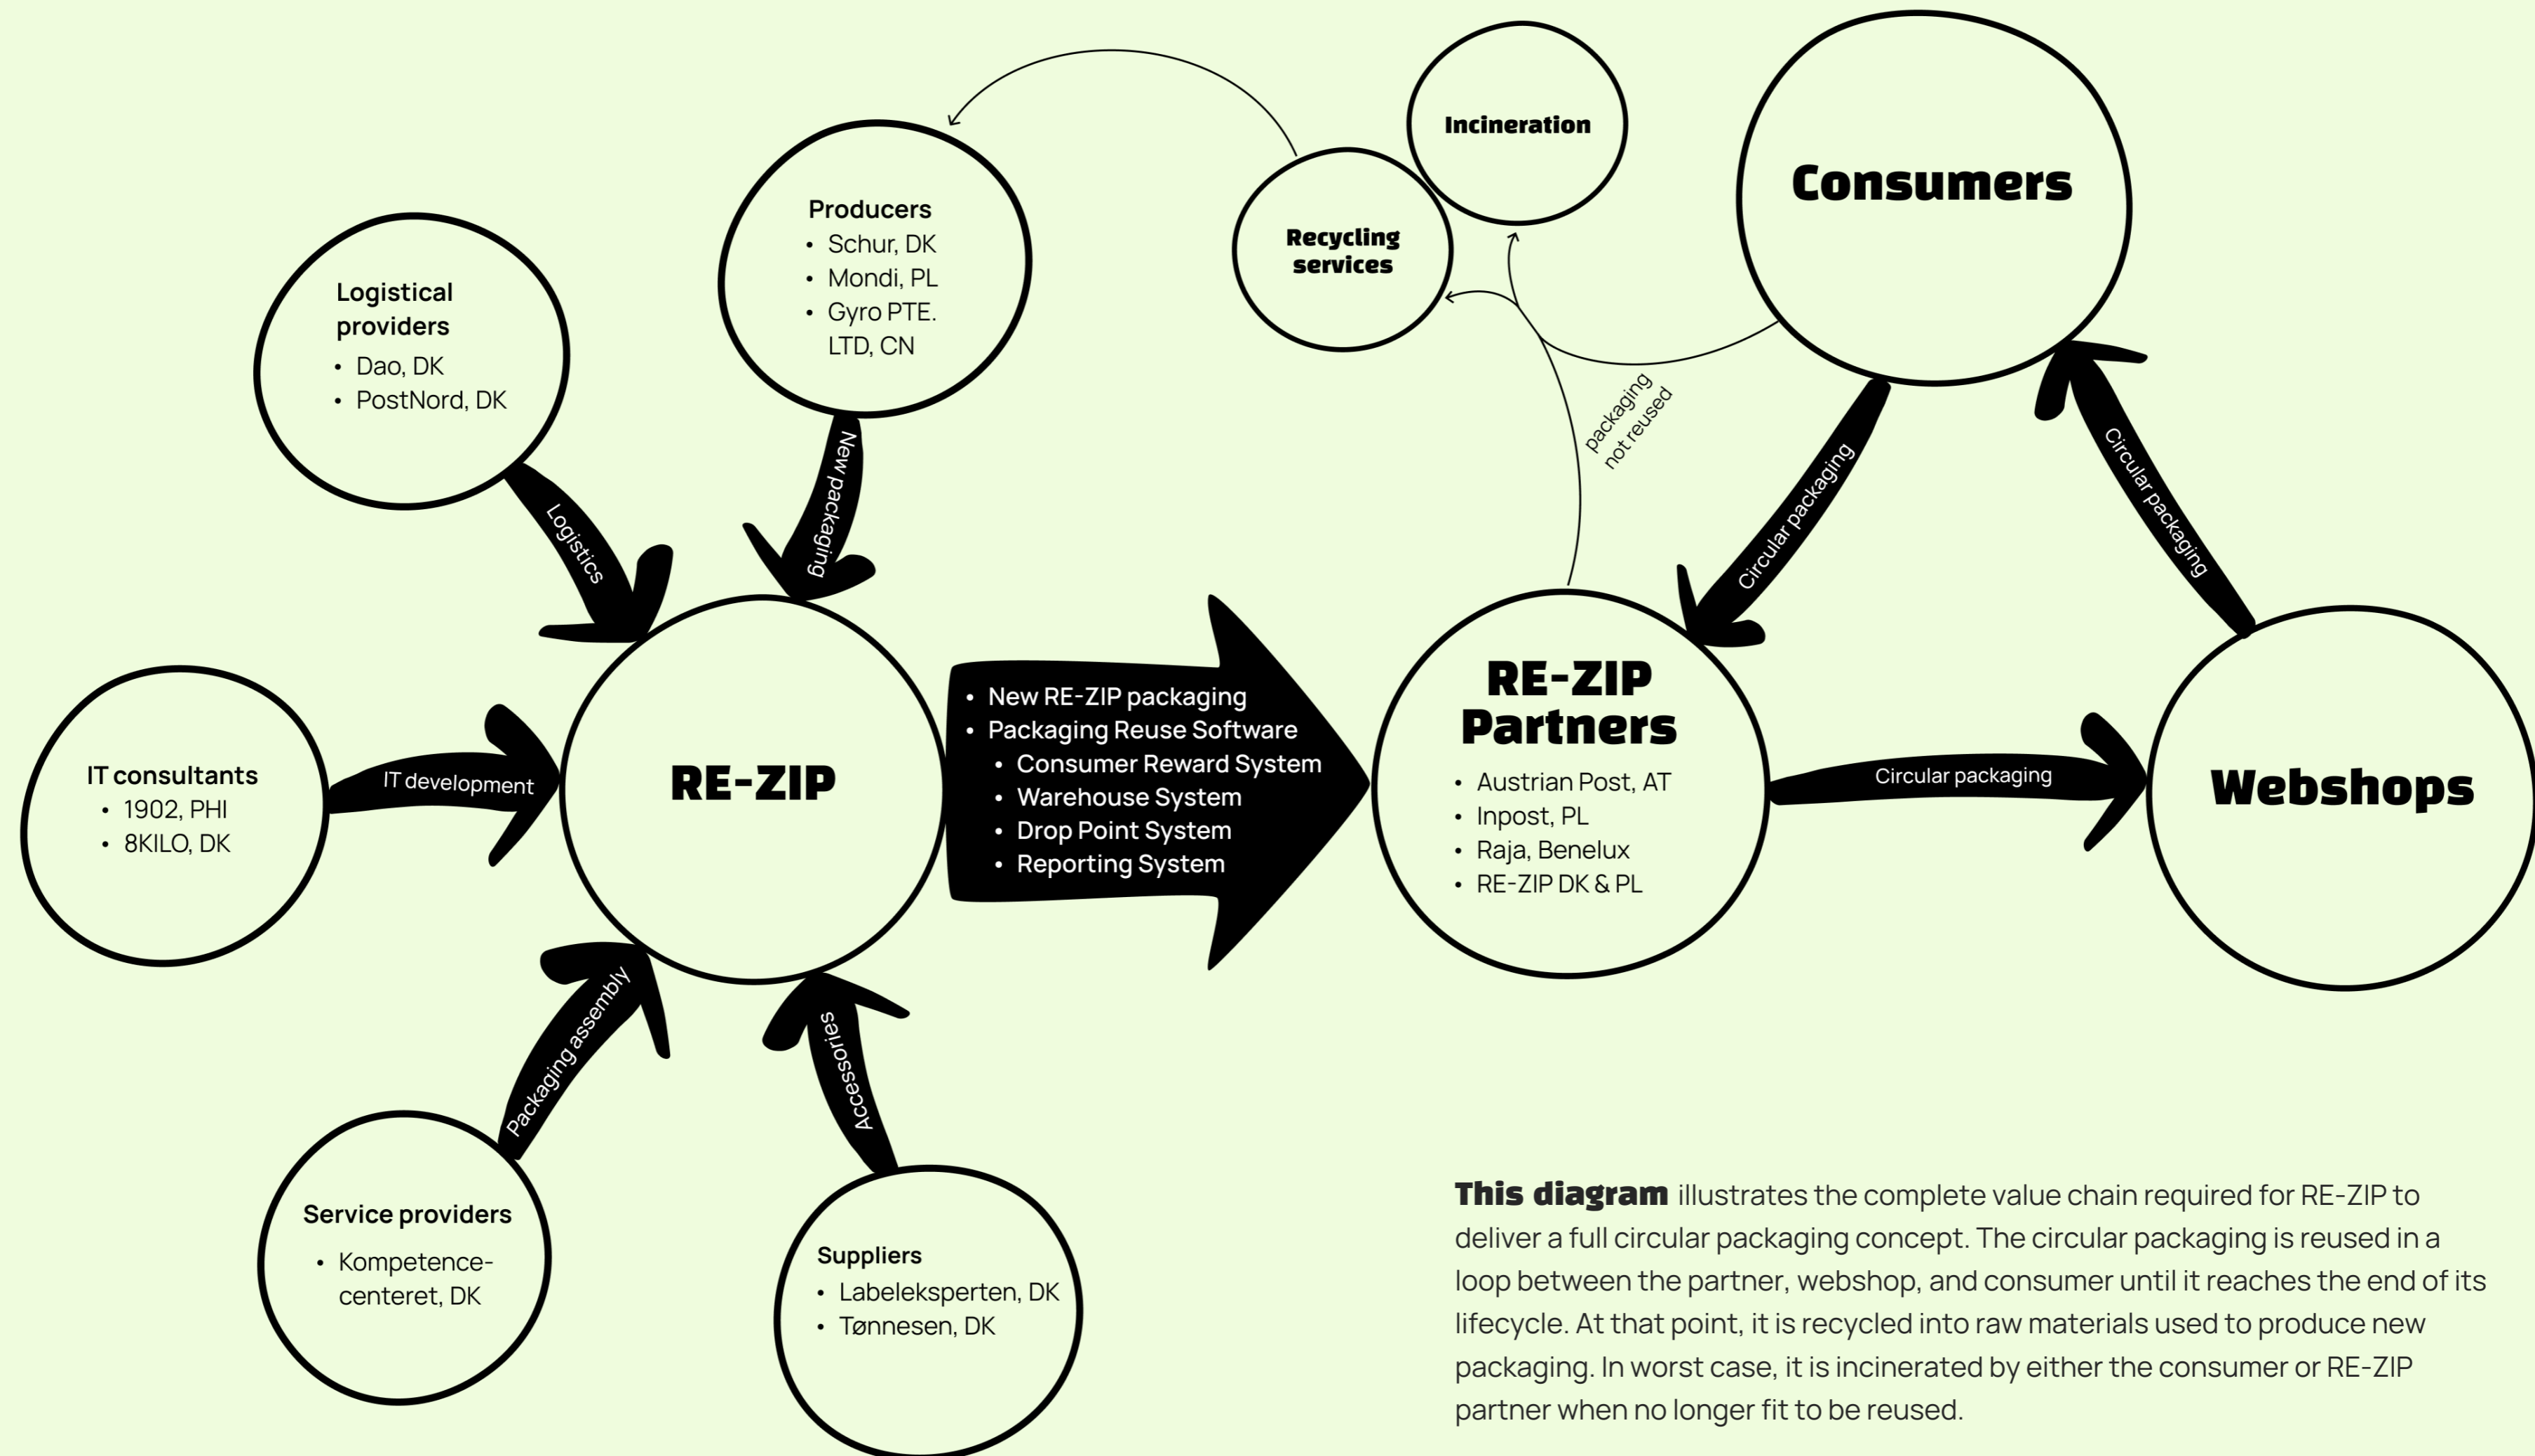 Incineration
Consumers
Recycling
services
Producers
• Schur, DK
• Mondi, PL
• Gyro PTE.
LTD, CN
Logistical
providers
• Dao, DK
• PostNord, DK
packaging
not reused
New packaging
Logistics
Circular packaging
Circular packaging
IT consultants
• 1902, PHI
• 8KILO, DK
IT development
RE-ZIP
• New RE-ZIP packaging
• Packaging Reuse Software
• Consumer Reward System
• Warehouse System
• Drop Point System
• Reporting System
RE-ZIP
Partners
• Austrian Post, AT
• Inpost, PL
• Raja, Benelux
• RE-ZIP DK & PL
Circular packaging
Webshops
Packaging assembly
Accessories
Service providers
• Kompetence-
centeret, DK
Suppliers
• Labeleksperten, DK
• Tønnesen, DK
This diagram illustrates the complete value chain required for RE-ZIP to
deliver a full circular packaging concept. The circular packaging is reused in a
loop between the partner, webshop, and consumer until it reaches the end of its
lifecycle. At that point, it is recycled into raw materials used to produce new
packaging. In worst case, it is incinerated by either the consumer or RE-ZIP
partner when no longer fit to be reused.